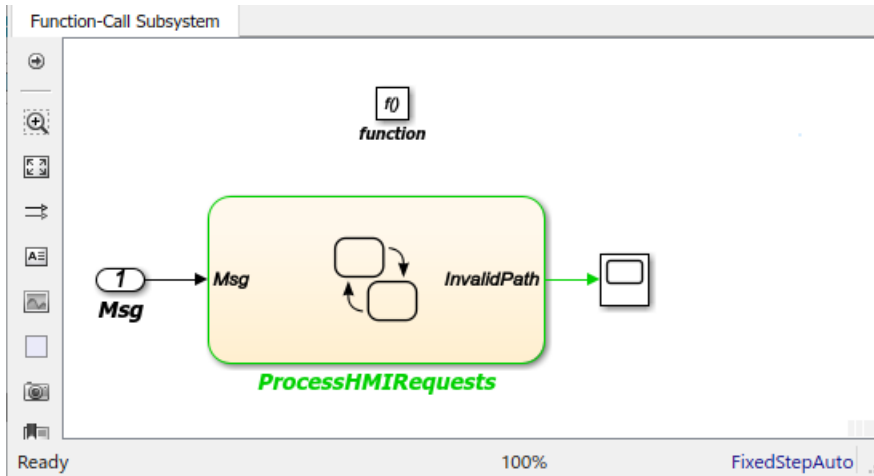 Function-Call Subsystem
f()
function
1
Msg
Msg
InvalidPath
ProcessHMIRequests
A
Ready
100%
FixedStepAuto